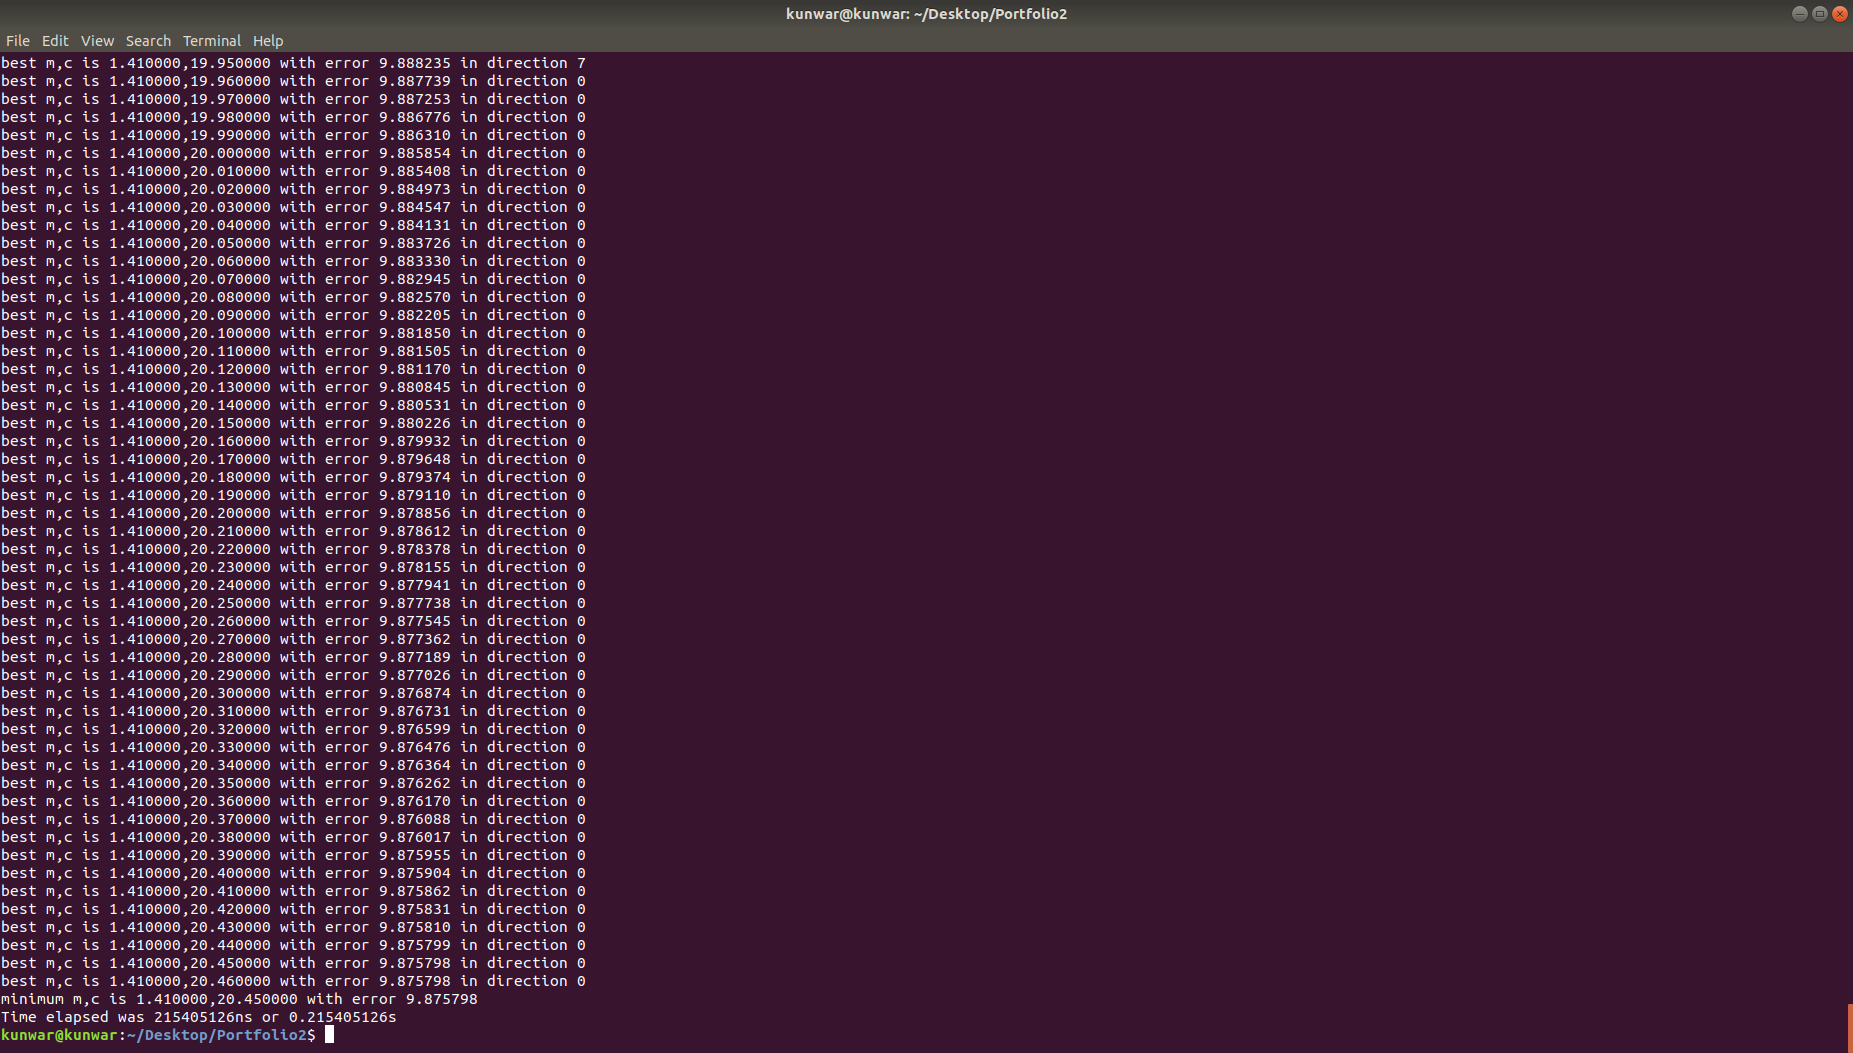 kunwar@kunwar: ~/Desktop/Portfolio2
File Edit View Search Terminal Help
best m,c is 1.410000,19.950000 with error 9.888235 in direction 7
best m,c is 1.410000,19.960000 with error 9.887739 in direction 0
best m,c is 1.410000,19.970000 with error 9.887253 in direction 0
best m,c is 1.410000,19.980000 with error 9.886776 in direction 0
best m,c is 1.410000,19.990000 with error 9.886310 in direction 0
best m,c is 1.410000,20.000000 with error 9.885854 in direction 0
best m,c is 1.410000,20.010000 with error 9.885408 in direction 0
best m,c is 1.410000,20.020000 with error 9.884973 in direction 0
best m,c is 1.410000,20.030000 with error 9.884547 in direction 0
best m,c is 1.410000,20.040000 with error 9.884131 in direction 0
best m,c is 1.410000,20.050000 with error 9.883726 in direction 0
best m,c is 1.410000,20.060000 with error 9.883330 in direction 0
best m,c is 1.410000,20.070000 with error 9.882945 in direction 0
best m,c is 1.410000,20.080000 with error 9.882570 in direction 0
best m,c is 1.410000,20.090000 with error 9.882205 in direction 0
best m,c is 1.410000,20.100000 with error 9.881850 in direction 0
best m,c is 1.410000,20.110000 with error 9.881505 in direction 0
best m,c is 1.410000,20.120000 with error 9.881170 in direction 0
best m,c is 1.410000,20.130000 with error 9.880845 in direction 0
best m,c is 1.410000,20.140000 with error 9.880531 in direction 0
best m,c is 1.410000,20.150000 with error 9.880226 in direction 0
best m,c is 1.410000,20.160000 with error 9.879932 in direction 0
best m,c is 1.410000,20.170000 with error 9.879648 in direction 0
best m,c is 1.410000,20.180000 with error 9.879374 in direction 0
best m,c is 1.410000,20.190000 with error 9.879110 in direction 0
best m,c is 1.410000,20.200000 with error 9.878856 in direction 0
best m,c is 1.410000,20.210000 with error 9.878612 in direction 0
best m,c is 1.410000,20.220000 with error 9.878378 in direction 0
best m,c is 1.410000,20.230000 with error 9.878155 in direction 0
best m,c is 1.410000,20.240000 with error 9.877941 in direction 0
best m,c is 1.410000,20.250000 with error 9.877738 in direction 0
best m,c is 1.410000,20.260000 with error 9.877545 in direction 0
best m,c is 1.410000,20.270000 with error 9.877362 in direction 0
best m,c is 1.410000,20.280000 with error 9.877189 in direction 0
best m,c is 1.410000,20.290000 with error 9.877026 in direction 0
best m,c is 1.410000,20.300000 with error 9.876874 in direction 0
best m,c is 1.410000,20.310000 with error 9.876731 in direction 0
best m,c is 1.410000,20.320000 with error 9.876599 in direction 0
best m,c is 1.410000,20.330000 with error 9.876476 in direction 0
best m,c is 1.410000,20.340000 with error 9.876364 in direction 0
best m,c is 1.410000,20.350000 with error 9.876262 in direction 0
best m,c is 1.410000,20.360000 with error 9.876170 in direction 0
best m,c is 1.410000,20.370000 with error 9.876088 in direction 0
best m,c is 1.410000,20.380000 with error 9.876017 in direction 0
best m,c is 1.410000,20.390000 with error 9.875955 in direction 0
best m,c is 1.410000,20.400000 with error 9.875904 in direction 0
best m,c is 1.410000,20.410000 with error 9.875862 in direction 0
best m,c is 1.410000,20.420000 with error 9.875831 in direction 0
best m,c is 1.410000,20.430000 with error 9.875810 in direction 0
best m,c is 1.410000,20.440000 with error 9.875799 in direction 0
best m,c is 1.410000,20.450000 with error 9.875798 in direction 0
best m,c is 1.410000,20.460000 with error 9.875798 in direction 0
minimum m,c is 1.410000,20.450000 with error 9.875798
Time elapsed was 215405126ns or 0.215405126s
kunwar@kunwar:~/Desktop/Portfolio2$